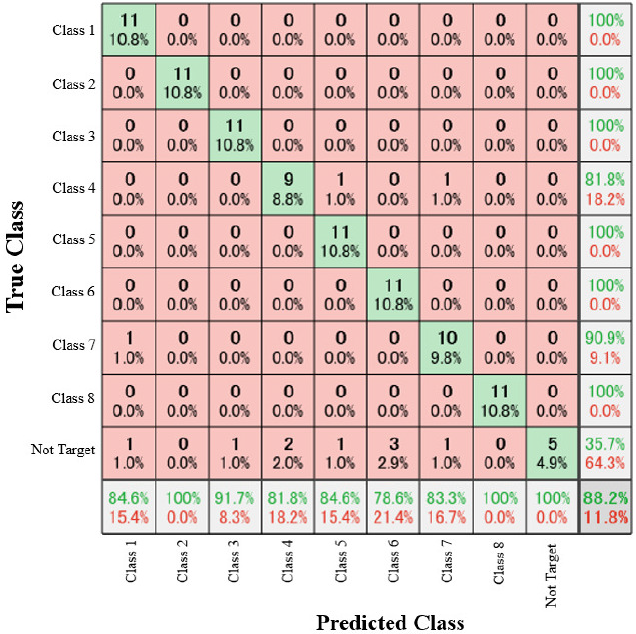 11 0 0 0 0 0 0 0 0 100%
Class 1
10.8% 0.0% 0.0% 0.0% 0.0% 0.0% 0.0% 0.0% 0.0% 0.0%
0 11 0 0 0 0 0 0 0 100%
Class 2
0.0% 10.8% 0.0% 0.0% 0.0% 0.0% 0.0% 0.0% 0.0% 0.0%
0 0 11 0 0 0 0 0 0 100%
Class 3
0.0% 0.0% 10.8% 0.0% 0.0% 0.0% 0.0% 0.0% 0.0% 0.0%
0 0 0 9 1 0 1 0 0 81.8%
Class 4
0.0% 0.0% 0.0% 8.8% 1.0% 0.0% 1.0% 0.0% 0.0% 18.2%
0 0 0 0 11 0 0 0 0 100%
Class 5
0.0% 0.0% 0.0% 0.0% 10.8% 0.0% 0.0% 0.0% 0.0% 0.0%
0 0 0 0 0 11 0 0 0 100%
Class 6
0.0% 0.0% 0.0% 0.0% 0.0% 10.8% 0.0% 0.0% 0.0% 0.0%
1 0 0 0 0 0 10 0 0 90.9%
Class 7
1.0% 0.0% 0.0% 0.0% 0.0% 0.0% 9.8% 0.0% 0.0% 9.1%
0 0 0 0 0 0 0 11 0 100%
Class 8
0.0% 0.0% 0.0% 0.0% 0.0% 0.0% 0.0% 10.8% 0.0% 0.0%
1 0 1 2 1 3 1 0 5 35.7%
Not Target
1.0% 0.0% 1.0% 2.0% 1.0% 2.9% 1.0% 0.0% 4.9% 64.3%
84.6% 100% 91.7% 81.8% 84.6% 78.6% 83.3% 100% 100% 88.2%
15.4% 0.0% 8.3% 18.2% 15.4% 21.4% 16.7% 0.0% 0.0% 11.8%
True Class
Class 1
Class 2
Class 3
Class 4
Class 5
Class 6
Class 7
Class 8
Not Target
Predicted Class